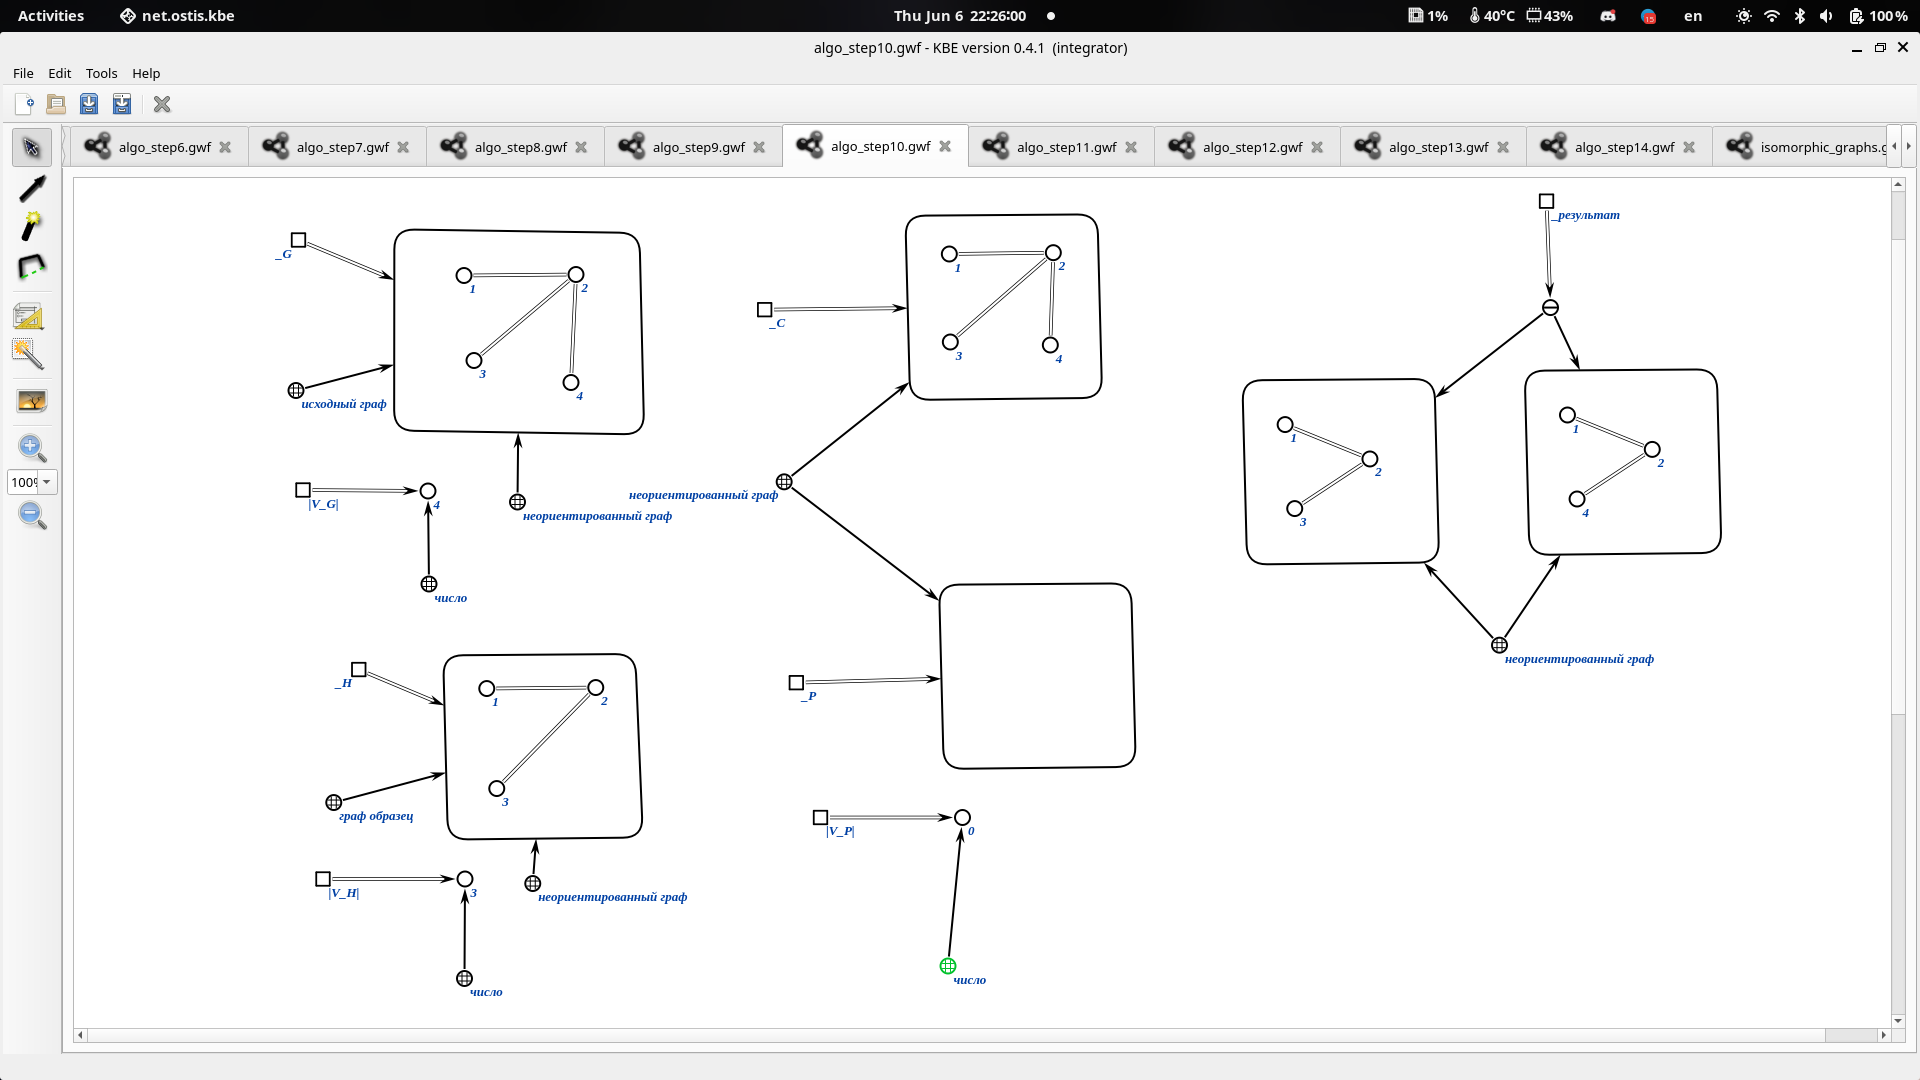 Activities net.ostis.kbe Thu Jun 6 22:26:00 1% 40°C 43% 15 en 100%
algo_step10.gwf - KBE version 0.4.1 (integrator)
File Edit Tools Help
algo_step6.gwf algo_step7.gwf algo_step8.gwf algo_step9.gwf algo_step10.gwf algo_step11.gwf algo_step12.gwf algo_step13.gwf algo_step14.gwf isomorphic_graphs.g
100%
_G
1
2
3
4
исходный граф
неориентированный граф
|V_G|
4
число
_H
1
2
3
граф образец
неориентированный граф
|V_H|
3
число
_C
1
2
3
4
неориентированный граф
_P
|V_P|
0
число
_результат
1
2
3
1
2
4
неориентированный граф